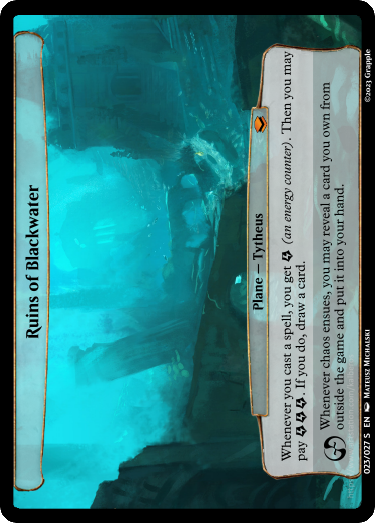 Ruins of Blackwater
Plane — Tytheus
Whenever you cast a spell, you get (an energy counter). Then you may
pay . If you do, draw a card.
Whenever chaos ensues, you may reveal a card you own from
outside the game and put it into your hand.
023/027 S EN MATEUSZ MICHALSKI
©2023 Grapple